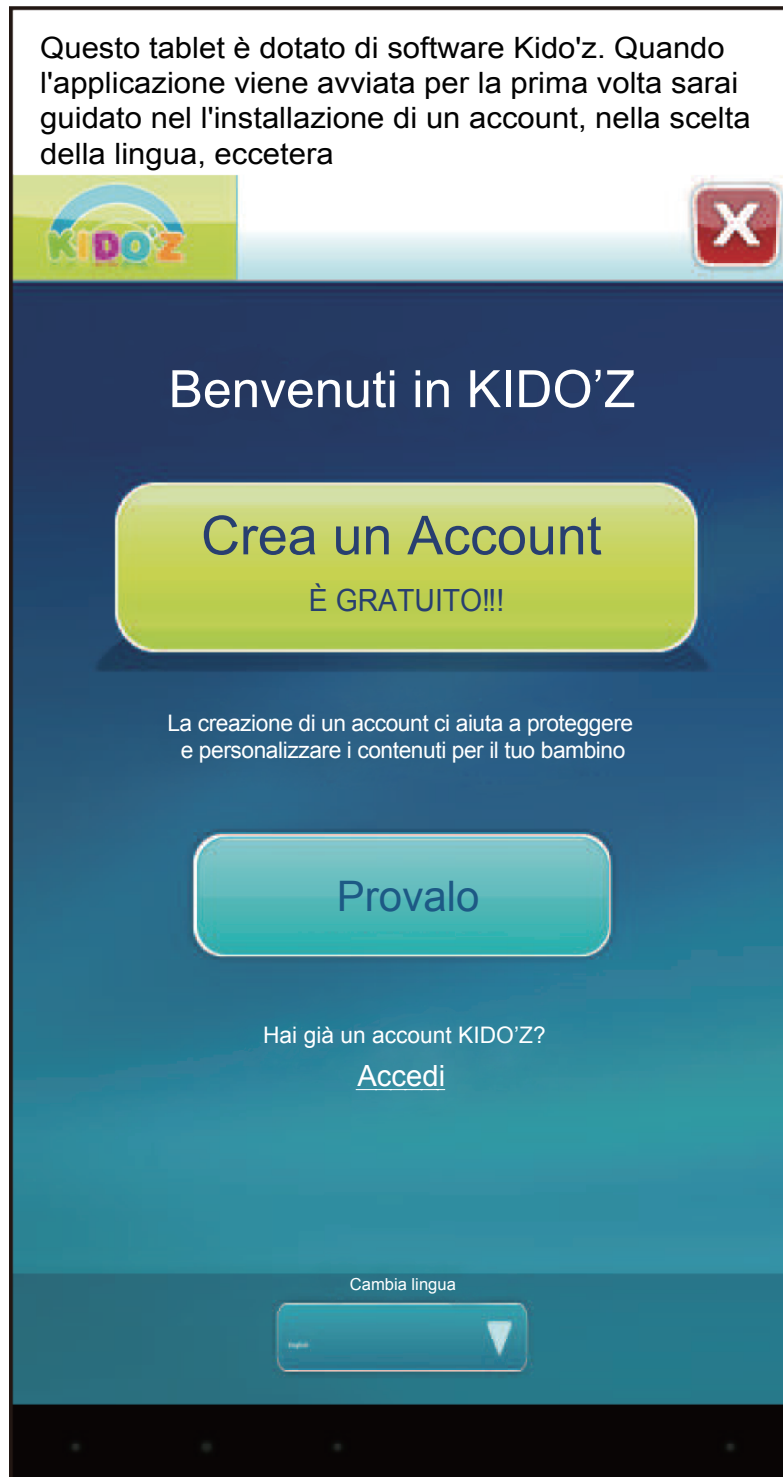 Questo tablet è dotato di software Kido'z. Quando
l'applicazione viene avviata per la prima volta sarai
guidato nel l'installazione di un account, nella scelta
della lingua, eccetera
KIDO'Z
X
Benvenuti in KIDO’Z
Crea un Account
È GRATUITO!!!
La creazione di un account ci aiuta a proteggere
e personalizzare i contenuti per il tuo bambino
Provalo
Hai già un account KIDO’Z?
Accedi
Cambia lingua
English